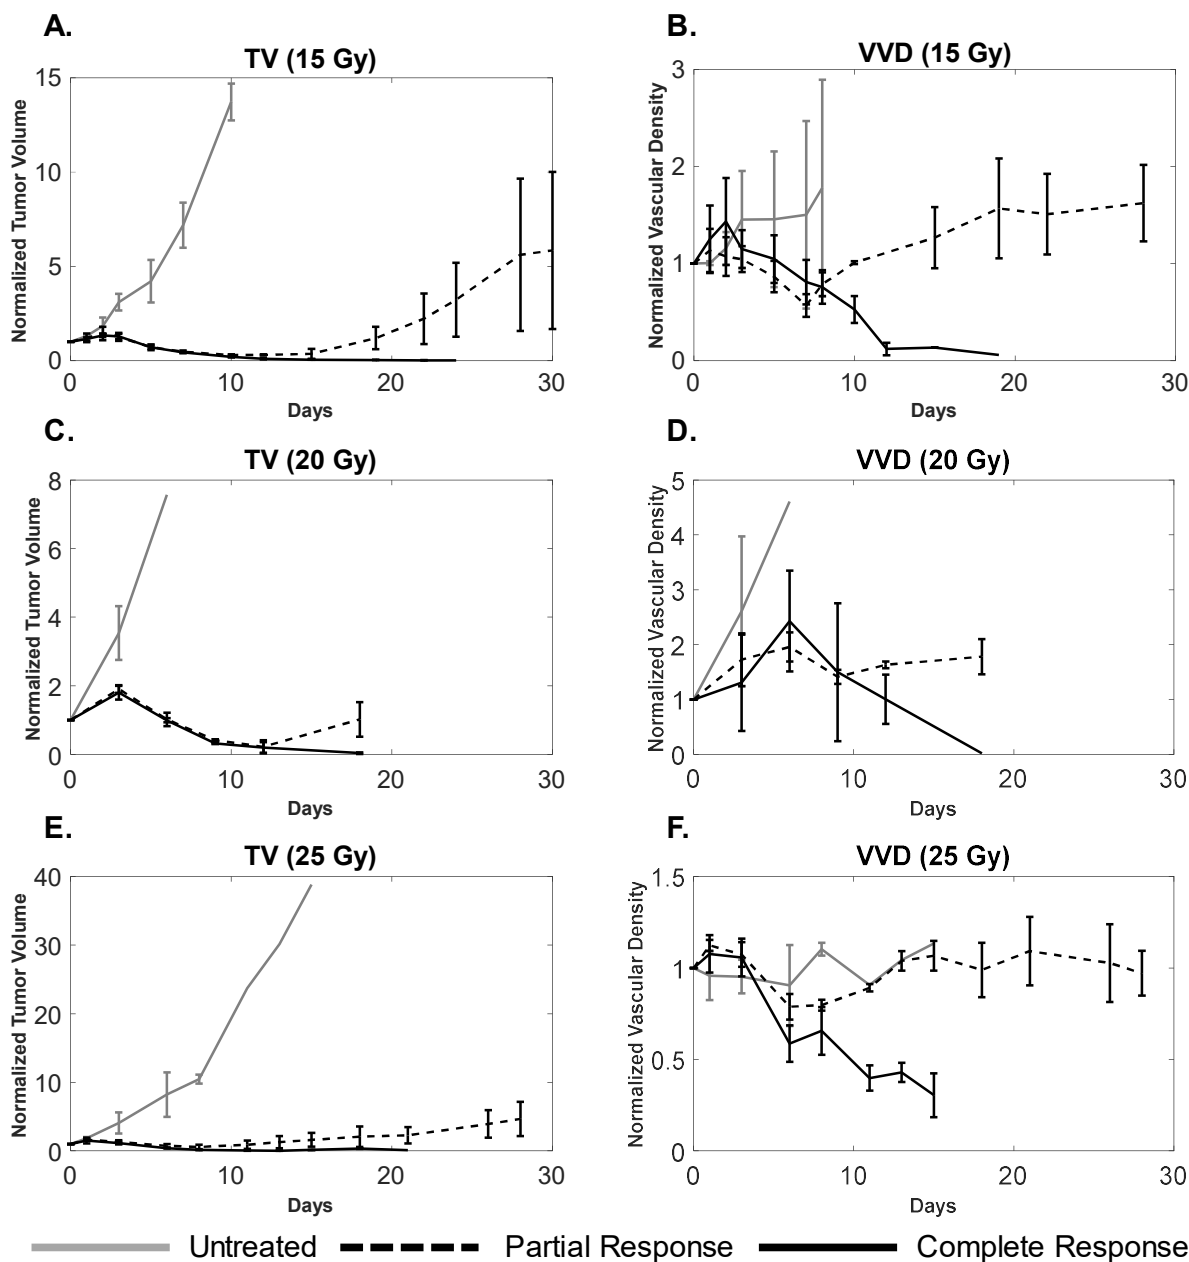 A.
TV (15 Gy)
Normalized Tumor Volume
15
10
5
0
0 10 20 30
Days
B.
VVD (15 Gy)
Normalized Vascular Density
3
2
1
0
0 10 20 30
Days
C.
TV (20 Gy)
Normalized Tumor Volume
8
6
4
2
0
0 10 20 30
Days
D.
VVD (20 Gy)
Normalized Vascular Density
5
4
3
2
1
0
0 10 20 30
Days
E.
TV (25 Gy)
Normalized Tumor Volume
40
30
20
10
0
0 10 20 30
Days
F.
VVD (25 Gy)
Normalized Vascular Density
1.5
1
0.5
0
0 10 20 30
Days
Untreated Partial Response Complete Response